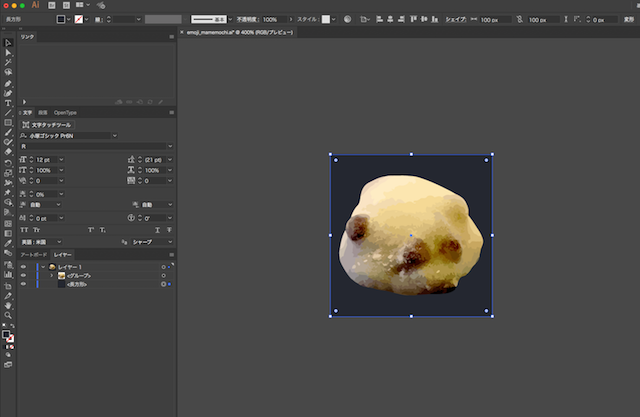 Ai
Br
St
長方形
線：
基本
不透明度：
100%
スタイル：
シェイプ：
100 px
100 px
0 px
変形
リンク
× emoji_mamemochi.ai* @ 400% (RGB/プレビュー)
文字
段落
OpenType
文字タッチツール
小塚ゴシック Pr6N
R
12 pt
(21 pt)
100%
100%
0
0
0%
自動
自動
0 pt
0°
TT
Tr
英語：米国
シャープ
アートボード
レイヤー
レイヤー 1
<グループ>
<長方形>